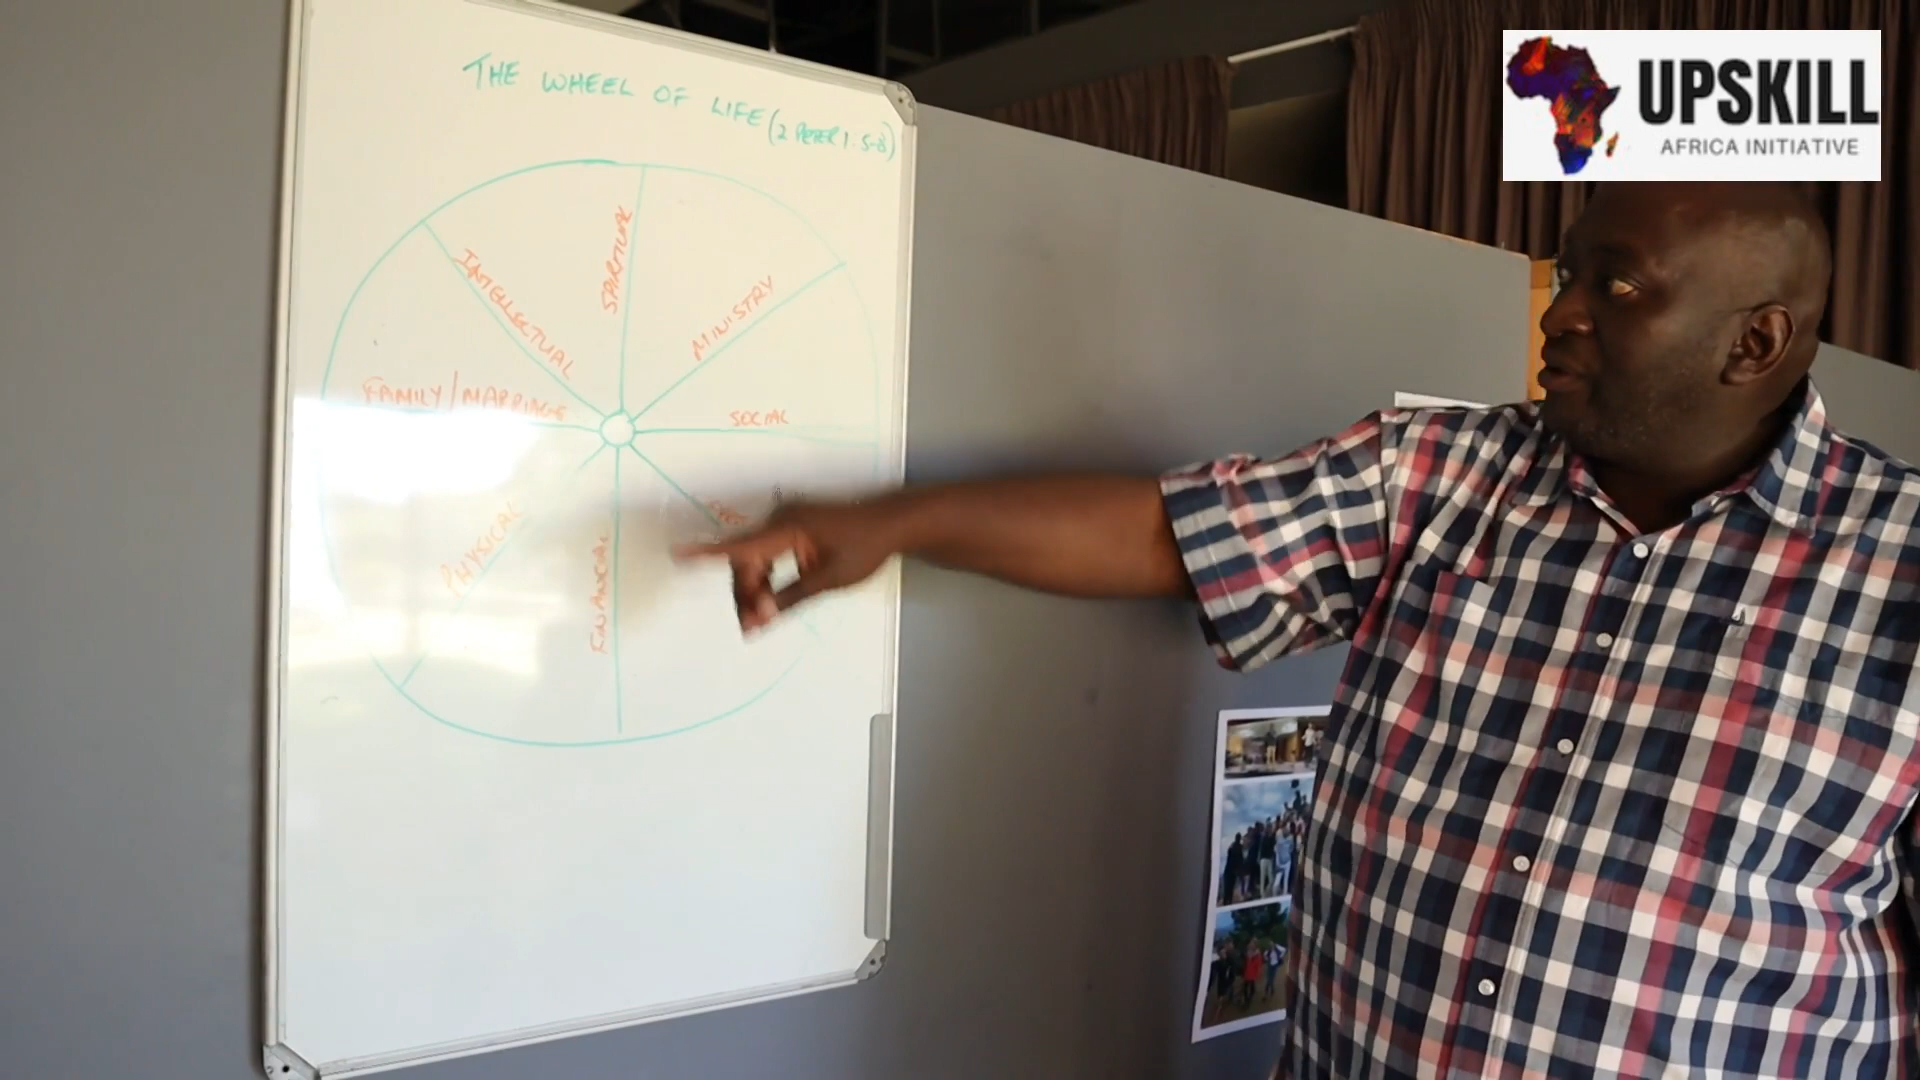 THE WHEEL OF LIFE (2 PETER 1:5-8)
SPIRITUAL
MINISTRY
SOCIAL
FINANCIAL
PHYSICAL
FAMILY/MARRIAGE
INTELLECTUAL
UPSKILL
AFRICA INITIATIVE